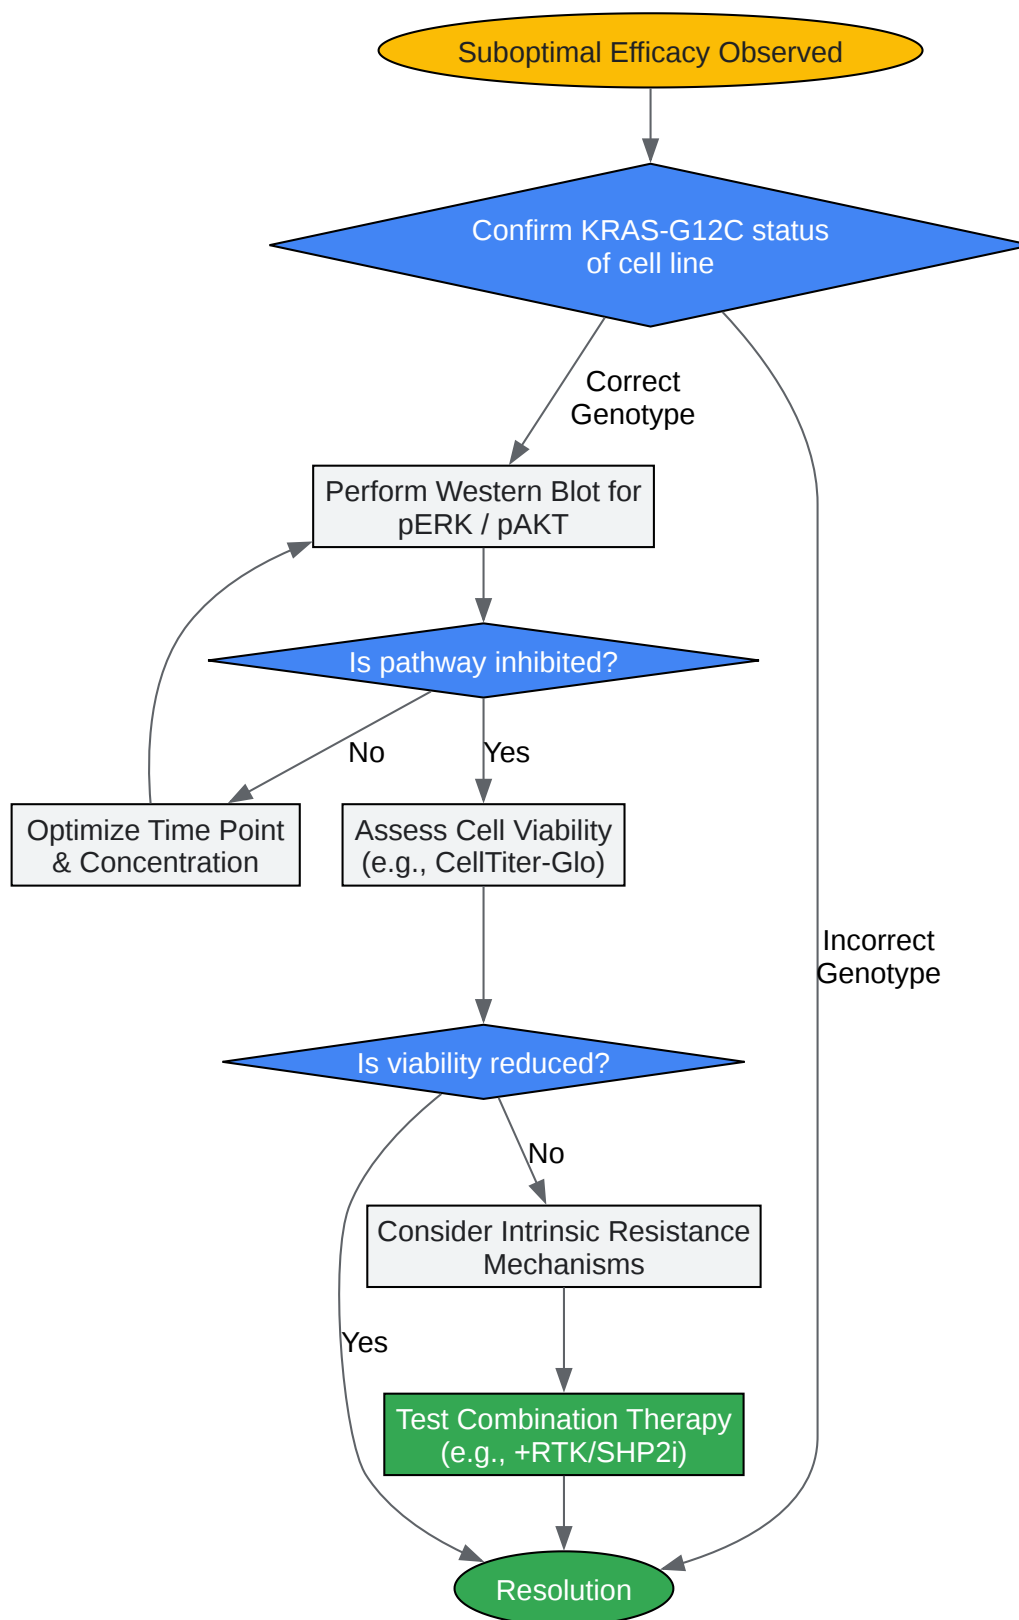 Suboptimal Efficacy Observed
Confirm KRAS-G12C status
of cell line
Correct
Genotype
Perform Western Blot for
pERK / pAKT
Is pathway inhibited?
No
Yes
Optimize Time Point
& Concentration
Assess Cell Viability
(e.g., CellTiter-Glo)
Incorrect
Genotype
Is viability reduced?
No
Consider Intrinsic Resistance
Mechanisms
Yes
Test Combination Therapy
(e.g., +RTK/SHP2i)
Resolution